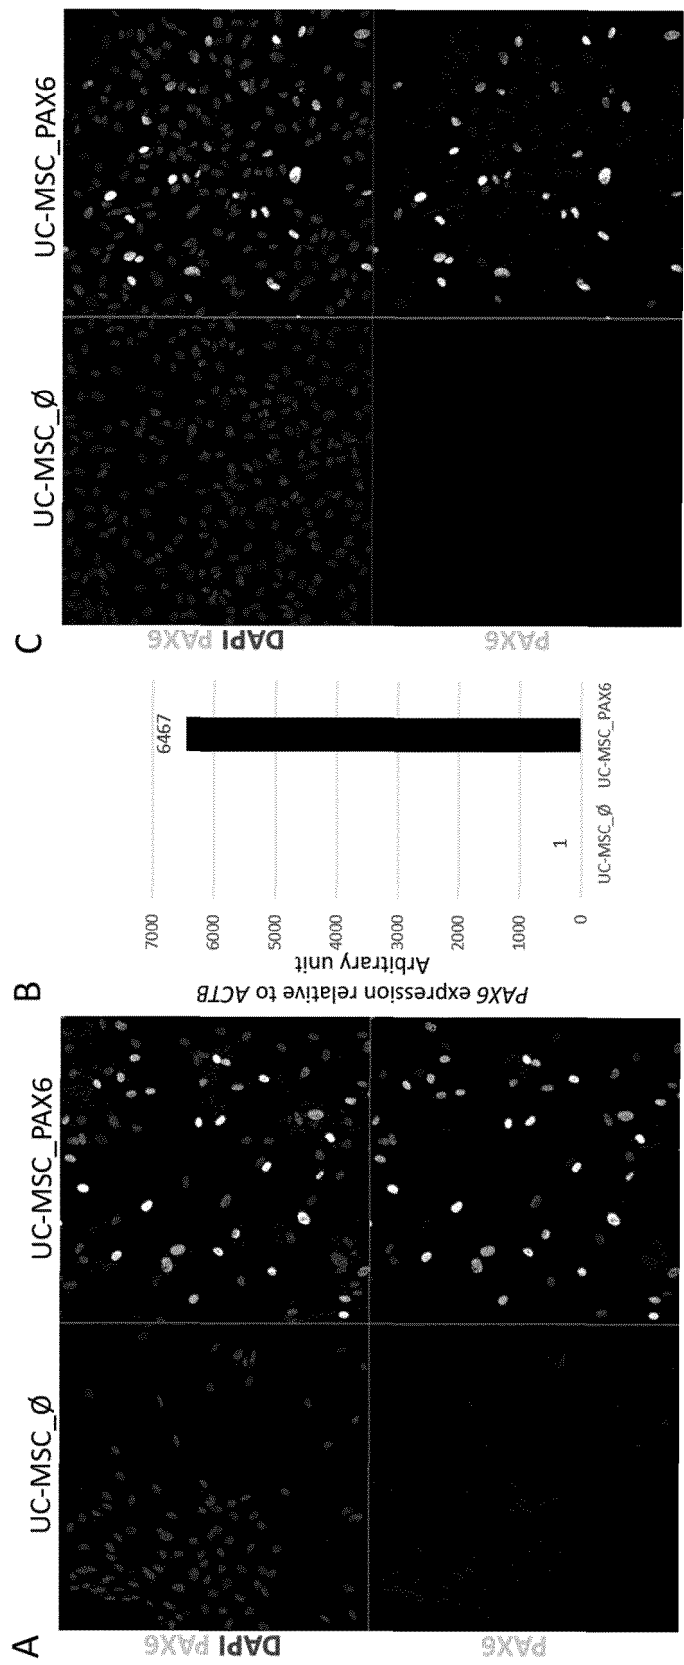 A
UC-MSC_Ø
UC-MSC_PAX6
DAPI PAX6
PAX6
B
PAX6 expression relative to ACTB
Arbitrary unit
7000
6000
5000
4000
3000
2000
1000
0
1
6467
UC-MSC_Ø
UC-MSC_PAX6
C
UC-MSC_Ø
UC-MSC_PAX6
DAPI PAX6
PAX6